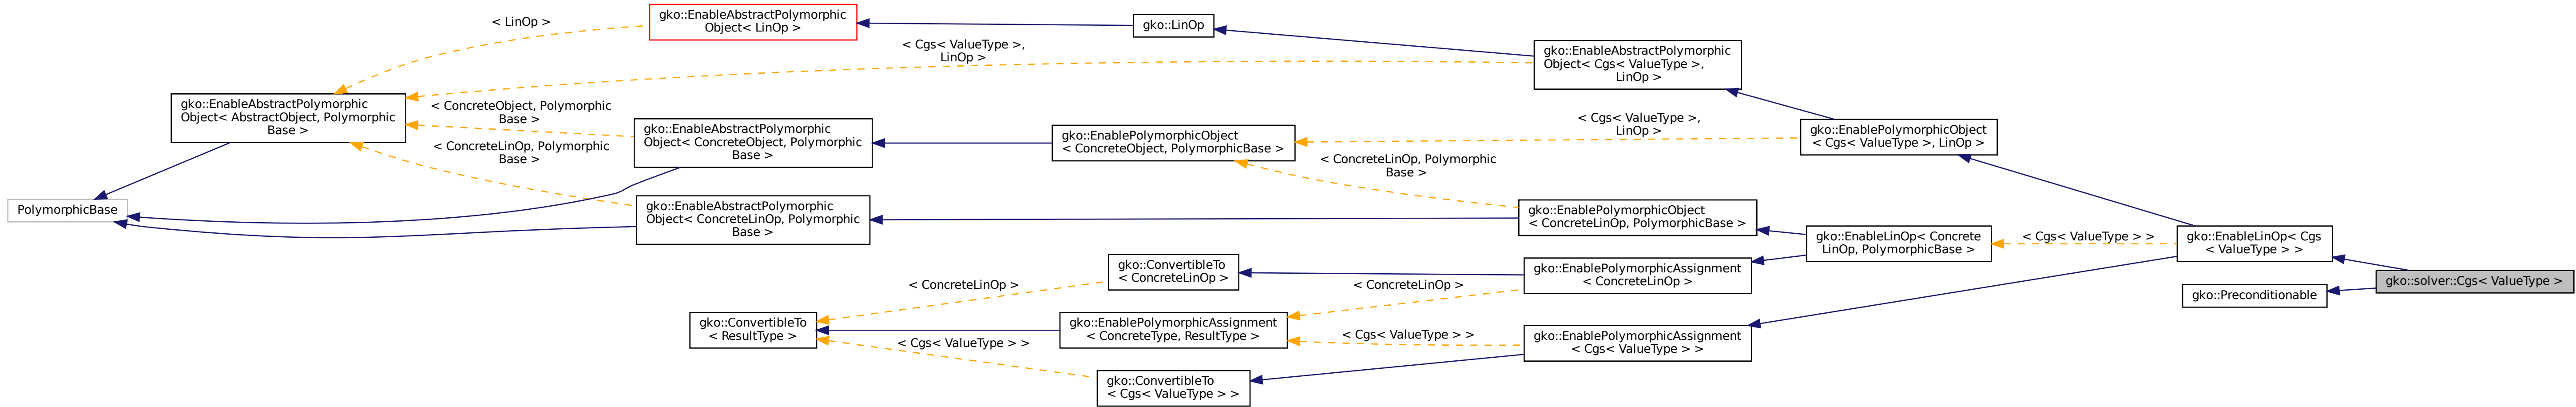 PolymorphicBase
gko::EnableAbstractPolymorphic
Object< AbstractObject, Polymorphic
Base >
< LinOp >
gko::EnableAbstractPolymorphic
Object< LinOp >
gko::LinOp
< Cgs< ValueType >,
LinOp >
gko::EnableAbstractPolymorphic
Object< Cgs< ValueType >,
LinOp >
< ConcreteObject, Polymorphic
Base >
gko::EnableAbstractPolymorphic
Object< ConcreteObject, Polymorphic
Base >
gko::EnablePolymorphicObject
< ConcreteObject, PolymorphicBase >
< Cgs< ValueType >,
LinOp >
gko::EnablePolymorphicObject
< Cgs< ValueType >, LinOp >
< ConcreteLinOp, Polymorphic
Base >
gko::EnableAbstractPolymorphic
Object< ConcreteLinOp, Polymorphic
Base >
< ConcreteLinOp, Polymorphic
Base >
gko::EnablePolymorphicObject
< ConcreteLinOp, PolymorphicBase >
gko::EnableLinOp< Concrete
LinOp, PolymorphicBase >
< Cgs< ValueType > >
gko::EnableLinOp< Cgs
< ValueType > >
gko::solver::Cgs< ValueType >
gko::Preconditionable
gko::ConvertibleTo
< ResultType >
< ConcreteLinOp >
gko::ConvertibleTo
< ConcreteLinOp >
gko::EnablePolymorphicAssignment
< ConcreteType, ResultType >
< ConcreteLinOp >
gko::EnablePolymorphicAssignment
< ConcreteLinOp >
< Cgs< ValueType > >
gko::EnablePolymorphicAssignment
< Cgs< ValueType > >
< Cgs< ValueType > >
gko::ConvertibleTo
< Cgs< ValueType > >